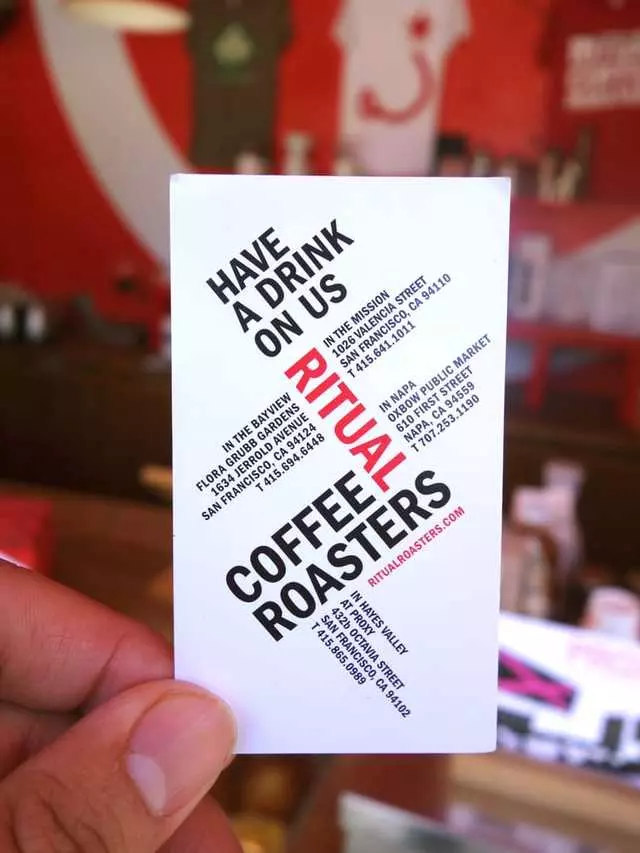 HAVE
A DRINK
ON US
IN THE MISSION
1026 VALENCIA STREET
SAN FRANCISCO, CA 94110
T 415.641.1011
RITUAL
IN NAPA
OXBOW PUBLIC MARKET
610 FIRST STREET
NAPA, CA 94559
T 707.253.1190
IN THE BAYVIEW
FLORA GRUBB GARDENS
1634 JERROLD AVENUE
SAN FRANCISCO, CA 94124
T 415.694.6448
COFFEE
ROASTERS
RITUALROASTERS.COM
IN HAYES VALLEY
AT PROXY
432b OCTAVIA STREET
SAN FRANCISCO, CA 94102
T 415.865.0989